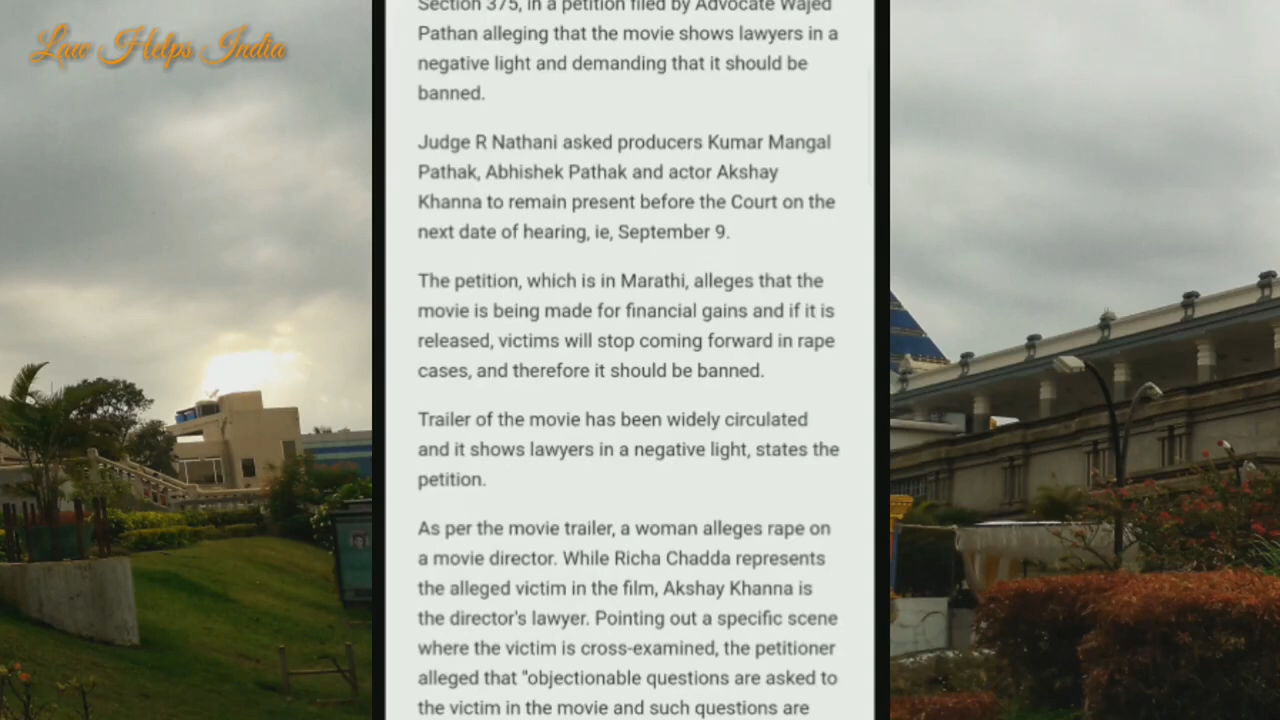 Law Helps India
Section 375, in a petition filed by Advocate Wajed
Pathan alleging that the movie shows lawyers in a
negative light and demanding that it should be
banned.
Judge R Nathani asked producers Kumar Mangal
Pathak, Abhishek Pathak and actor Akshay
Khanna to remain present before the Court on the
next date of hearing, ie, September 9.
The petition, which is in Marathi, alleges that the
movie is being made for financial gains and if it is
released, victims will stop coming forward in rape
cases, and therefore it should be banned.
Trailer of the movie has been widely circulated
and it shows lawyers in a negative light, states the
petition.
As per the movie trailer, a woman alleges rape on
a movie director. While Richa Chadda represents
the alleged victim in the film, Akshay Khanna is
the director's lawyer. Pointing out a specific scene
where the victim is cross-examined, the petitioner
alleged that "objectionable questions are asked to
the victim in the movie and such questions are